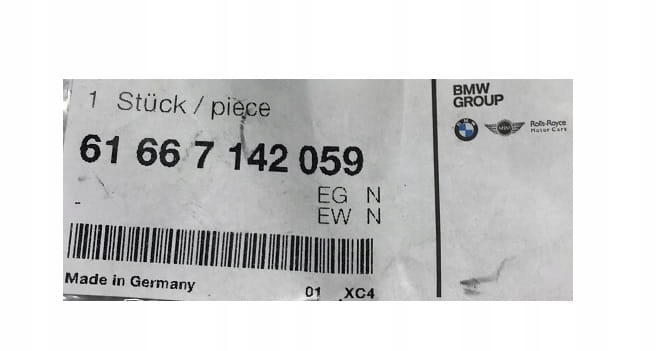 1 Stück / piece
61 66 7 142 059
EG N
EW N
Made in Germany
01 XC4
BMW
GROUP
Rolls-Royce
Motor Cars